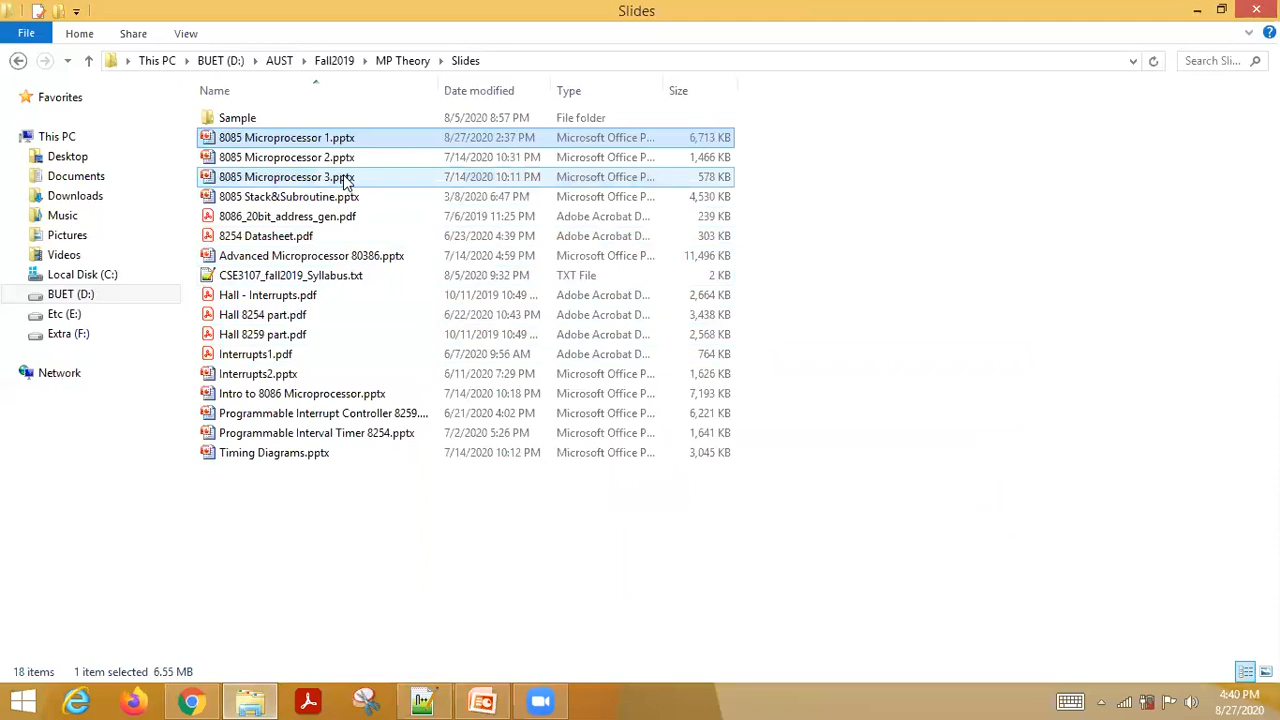 Slides
File Home Share View
This PC BUET (D:) AUST Fall2019 MP Theory Slides Search Sli...
Name Date modified Type Size
Favorites
This PC
Desktop
Documents
Downloads
Music
Pictures
Videos
Local Disk (C:)
BUET (D:)
Etc (E:)
Extra (F:)
Network
Sample 8/5/2020 8:57 PM File folder
8085 Microprocessor 1.pptx 8/27/2020 2:37 PM Microsoft Office P... 6,713 KB
8085 Microprocessor 2.pptx 7/14/2020 10:31 PM Microsoft Office P... 1,466 KB
8085 Microprocessor 3.pptx 7/14/2020 10:11 PM Microsoft Office P... 578 KB
8085 Stack&Subroutine.pptx 3/8/2020 6:47 PM Microsoft Office P... 4,530 KB
8086_20bit_address_gen.pdf 7/6/2019 11:25 PM Adobe Acrobat D... 239 KB
8254 Datasheet.pdf 6/23/2020 4:39 PM Adobe Acrobat D... 303 KB
Advanced Microprocessor 80386.pptx 7/14/2020 4:59 PM Microsoft Office P... 11,496 KB
CSE3107_fall2019_Syllabus.txt 8/5/2020 9:32 PM TXT File 2 KB
Hall - Interrupts.pdf 10/11/2019 10:49 ... Adobe Acrobat D... 2,664 KB
Hall 8254 part.pdf 6/22/2020 10:43 PM Adobe Acrobat D... 3,438 KB
Hall 8259 part.pdf 10/11/2019 10:49 ... Adobe Acrobat D... 2,568 KB
Interrupts1.pdf 6/7/2020 9:56 AM Adobe Acrobat D... 764 KB
Interrupts2.pptx 6/11/2020 7:29 PM Microsoft Office P... 1,626 KB
Intro to 8086 Microprocessor.pptx 7/14/2020 10:18 PM Microsoft Office P... 7,193 KB
Programmable Interrupt Controller 8259.... 6/21/2020 4:02 PM Microsoft Office P... 6,221 KB
Programmable Interval Timer 8254.pptx 7/2/2020 5:26 PM Microsoft Office P... 1,641 KB
Timing Diagrams.pptx 7/14/2020 10:12 PM Microsoft Office P... 3,045 KB
18 items 1 item selected 6.55 MB
4:40 PM
8/27/2020